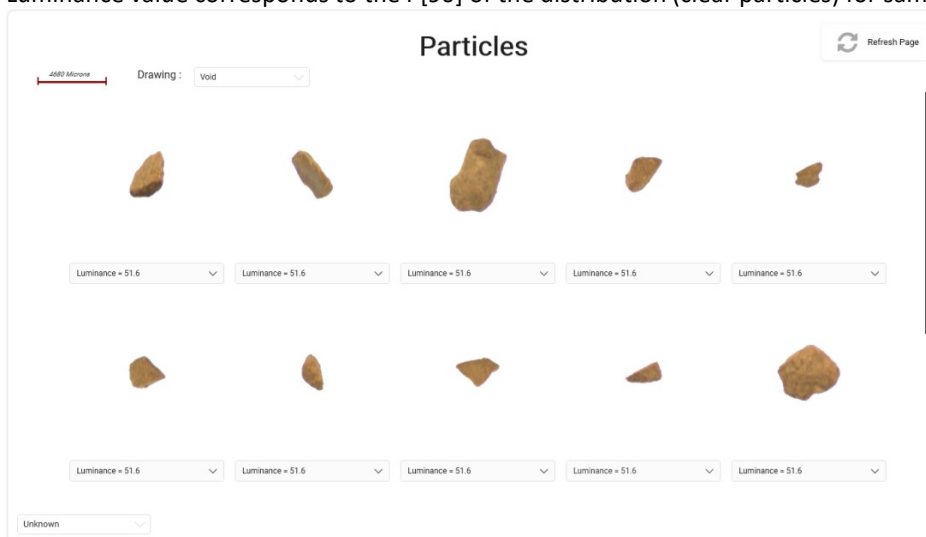 Particles
Refresh Page
4680 Microns
Drawing :
Void
Luminance = 51.6
Luminance = 51.6
Luminance = 51.6
Luminance = 51.6
Luminance = 51.6
Luminance = 51.6
Luminance = 51.6
Luminance = 51.6
Luminance = 51.6
Luminance = 51.6
Unknown